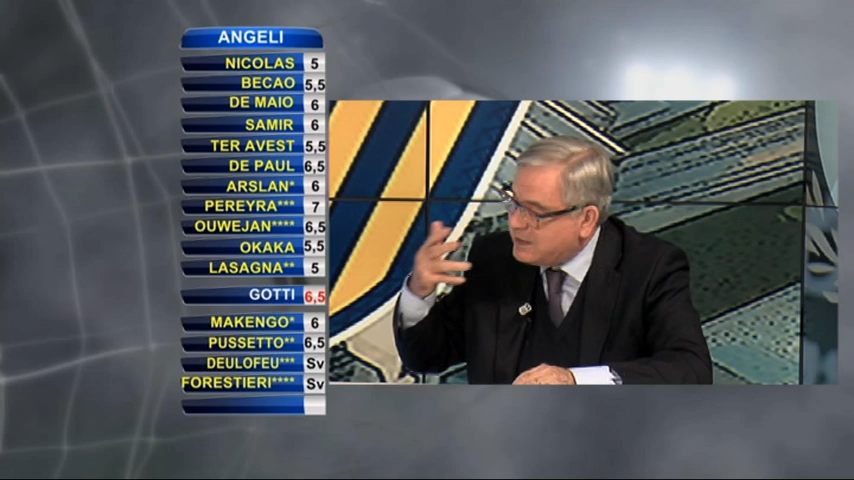 ANGELI
NICOLAS 5
BECAO 5,5
DE MAIO 6
SAMIR 6
TER AVEST 5,5
DE PAUL 6,5
ARSLAN* 6
PEREYRA*** 7
OUWEJAN**** 6,5
OKAKA 5,5
LASAGNA** 5
GOTTI 6,5
MAKENGO* 6
PUSSETTO** 6,5
DEULOFEU*** Sv
FORESTIERI**** Sv